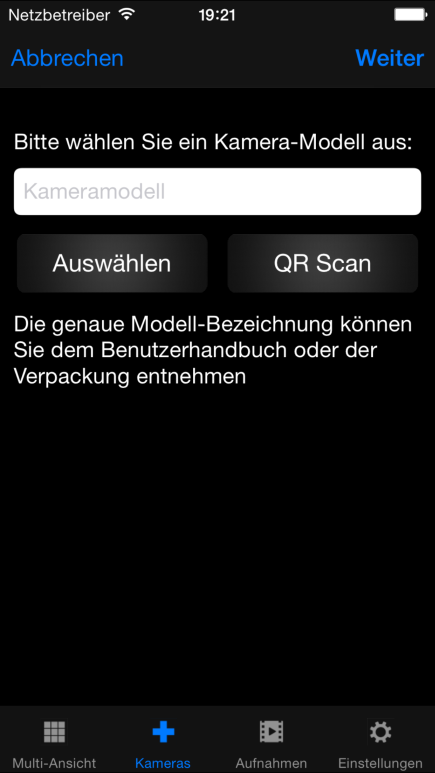 Netzbetreiber 19:21
Abbrechen Weiter
Bitte wählen Sie ein Kamera-Modell aus:
Kameramodell
Auswählen QR Scan
Die genaue Modell-Bezeichnung können
Sie dem Benutzerhandbuch oder der
Verpackung entnehmen
Multi-Ansicht Kameras Aufnahmen Einstellungen